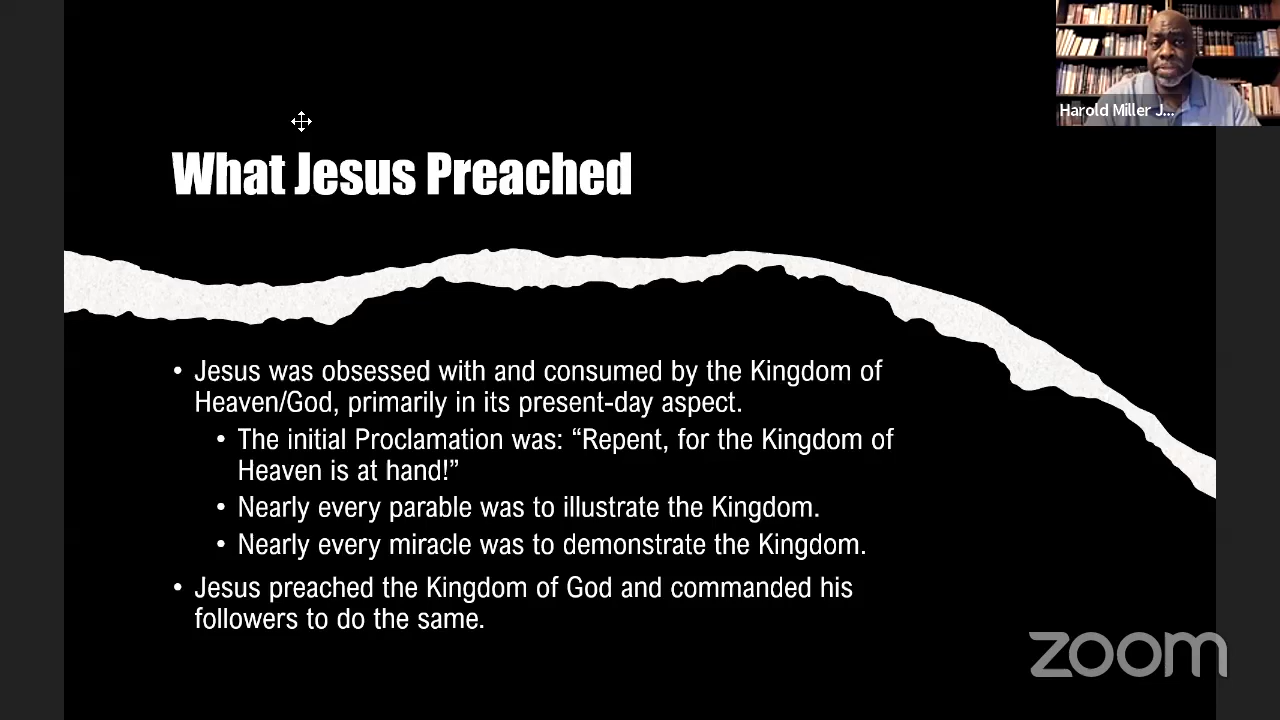 Harold Miller J...
What Jesus Preached
• Jesus was obsessed with and consumed by the Kingdom of
Heaven/God, primarily in its present-day aspect.
• The initial Proclamation was: “Repent, for the Kingdom of
Heaven is at hand!”
• Nearly every parable was to illustrate the Kingdom.
• Nearly every miracle was to demonstrate the Kingdom.
• Jesus preached the Kingdom of God and commanded his
followers to do the same.
zoom